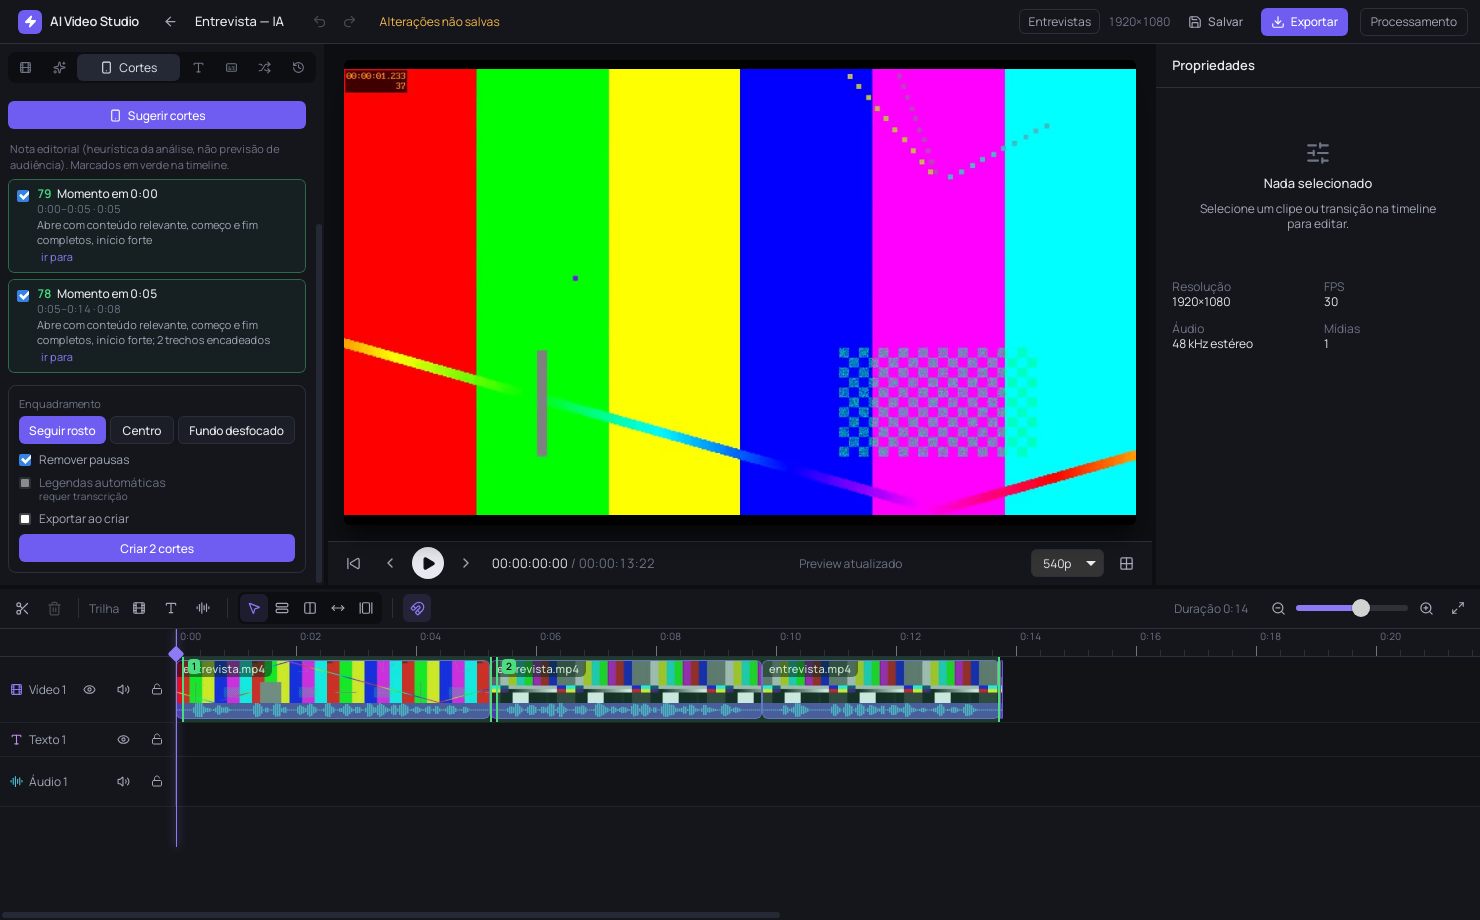 AI Video Studio
Entrevista — IA
Alterações não salvas
Entrevistas
1920×1080
Salvar
Exportar
Processamento
Cortes
Sugerir cortes
Nota editorial (heurística da análise, não previsão de
audiência). Marcados em verde na timeline.
79 Momento em 0:00
0:00–0:05 · 0:05
Abre com conteúdo relevante, começo e fim
completos, início forte
ir para
78 Momento em 0:05
0:05–0:14 · 0:08
Abre com conteúdo relevante, começo e fim
completos, início forte; 2 trechos encadeados
ir para
Enquadramento
Seguir rosto
Centro
Fundo desfocado
Remover pausas
Legendas automáticas
requer transcrição
Exportar ao criar
Criar 2 cortes
00:00:01.233
37
00:00:00:00 / 00:00:13:22
Preview atualizado
540p
Propriedades
Nada selecionado
Selecione um clipe ou transição na timeline
para editar.
Resolução
1920×1080
FPS
30
Áudio
48 kHz estéreo
Mídias
1
Trilha
Duração 0:14
0:00 0:02 0:04 0:06 0:08 0:10 0:12 0:14 0:16 0:18 0:20
Vídeo 1
1
trevista.mp4
2
revista.mp4
entrevista.mp4
Texto 1
Áudio 1